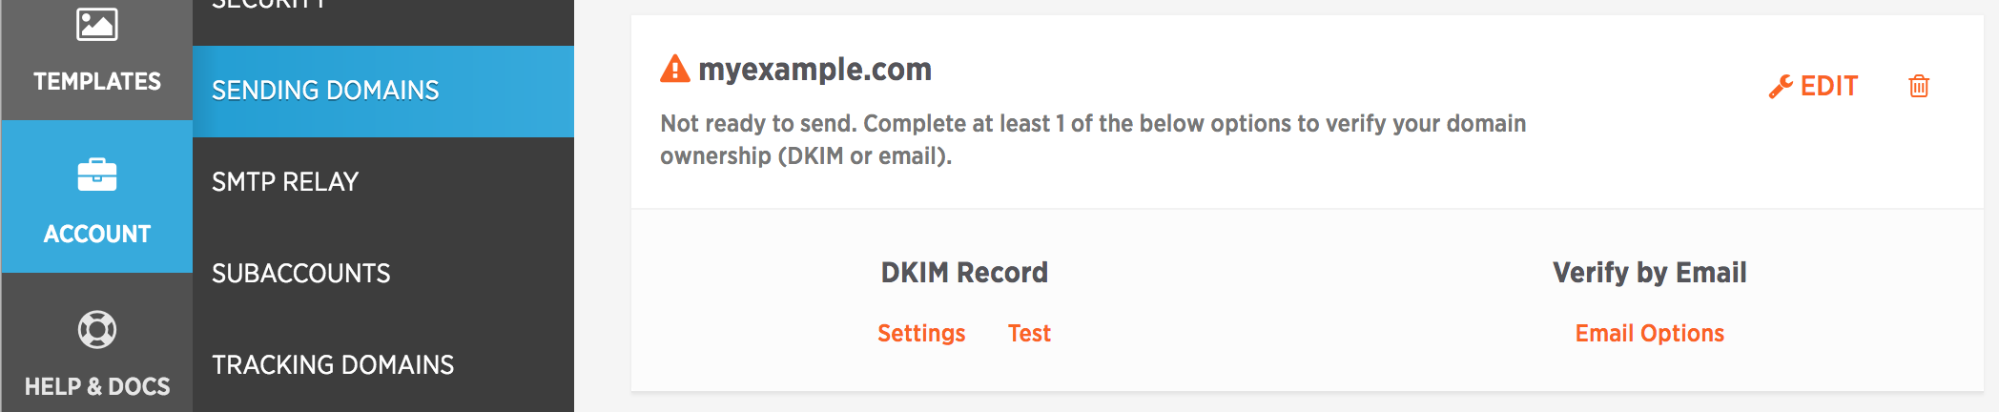 TEMPLATES
ACCOUNT
HELP & DOCS
SECURITY
SENDING DOMAINS
SMTP RELAY
SUBACCOUNTS
TRACKING DOMAINS
myexample.com
EDIT
Not ready to send. Complete at least 1 of the below options to verify your domain
ownership (DKIM or email).
DKIM Record
Settings Test
Verify by Email
Email Options